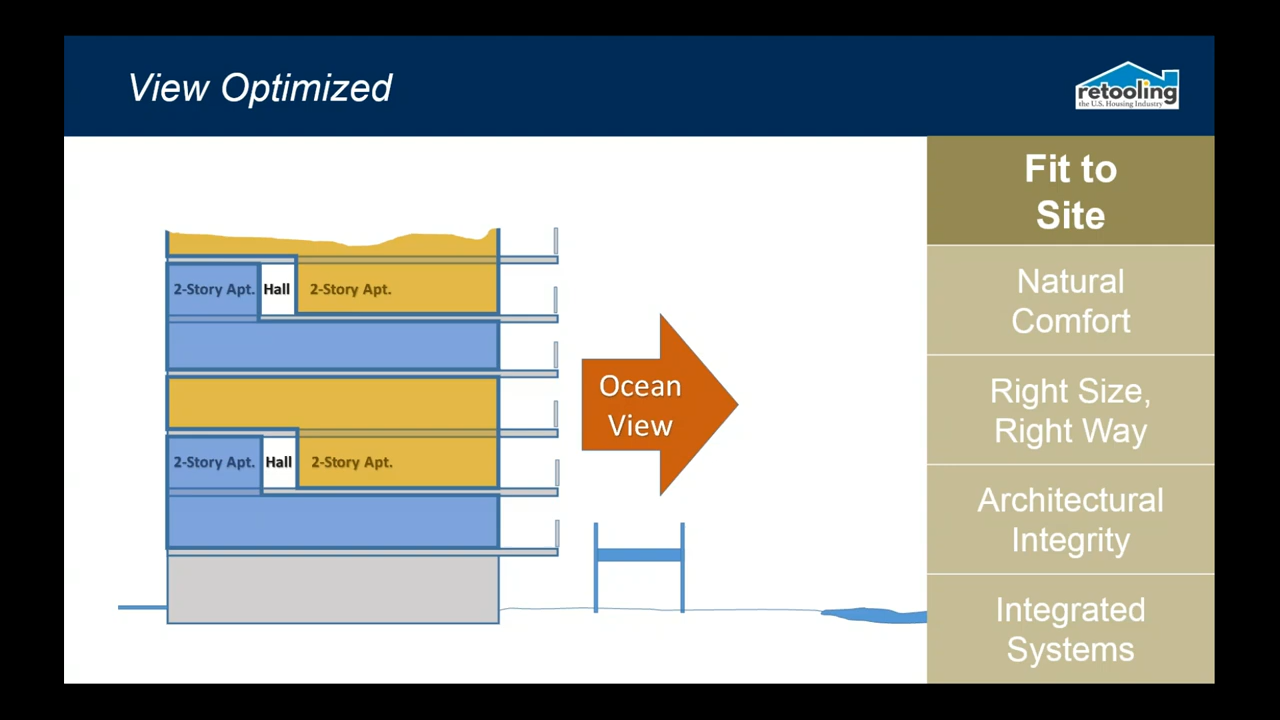 View Optimized
retooling
the U.S. Housing Industry
Fit to
Site
Natural
Comfort
Right Size,
Right Way
Architectural
Integrity
Integrated
Systems
2-Story Apt. Hall 2-Story Apt.
Ocean
View
2-Story Apt. Hall 2-Story Apt.